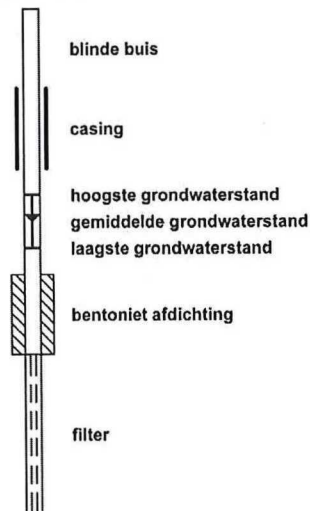 blinde buis
casing
hoogste grondwaterstand
gemiddelde grondwaterstand
laagste grondwaterstand
bentoniet afdichting
filter